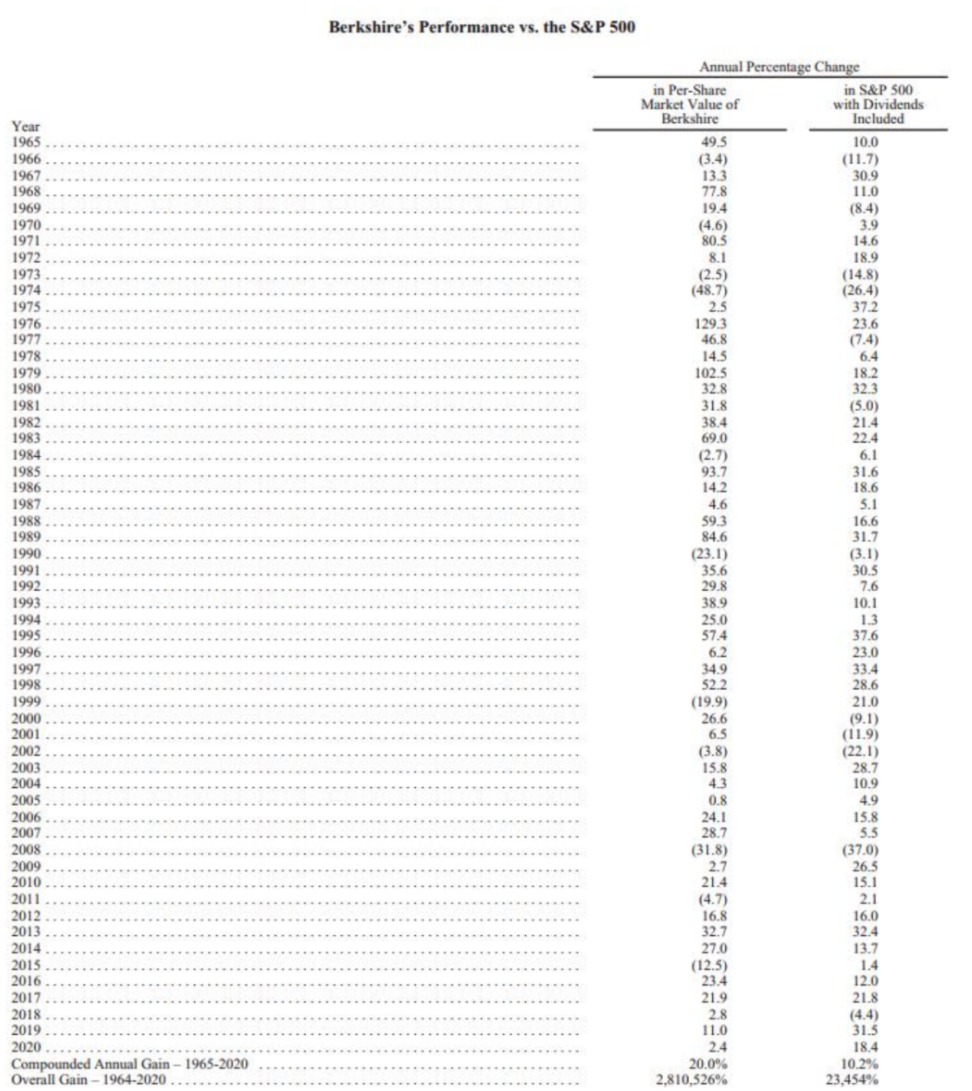 Berkshire's Performance vs. the S&P 500
Annual Percentage Change
in Per-Share
Market Value of
Berkshire
in S&P 500
with Dividends
Included
Year
1965 49.5 10.0
1966 (3.4) (11.7)
1967 13.3 30.9
1968 77.8 11.0
1969 19.4 (8.4)
1970 (4.6) 3.9
1971 80.5 14.6
1972 8.1 18.9
1973 (2.5) (14.8)
1974 (48.7) (26.4)
1975 2.5 37.2
1976 129.3 23.6
1977 46.8 (7.4)
1978 14.5 6.4
1979 102.5 18.2
1980 32.8 32.3
1981 31.8 (5.0)
1982 38.4 21.4
1983 69.0 22.4
1984 (2.7) 6.1
1985 93.7 31.6
1986 14.2 18.6
1987 4.6 5.1
1988 59.3 16.6
1989 84.6 31.7
1990 (23.1) (3.1)
1991 35.6 30.5
1992 29.8 7.6
1993 38.9 10.1
1994 25.0 1.3
1995 57.4 37.6
1996 6.2 23.0
1997 34.9 33.4
1998 52.2 28.6
1999 (19.9) 21.0
2000 26.6 (9.1)
2001 6.5 (11.9)
2002 (3.8) (22.1)
2003 15.8 28.7
2004 4.3 10.9
2005 0.8 4.9
2006 24.1 15.8
2007 28.7 5.5
2008 (31.8) (37.0)
2009 2.7 26.5
2010 21.4 15.1
2011 (4.7) 2.1
2012 16.8 16.0
2013 32.7 32.4
2014 27.0 13.7
2015 (12.5) 1.4
2016 23.4 12.0
2017 21.9 21.8
2018 2.8 (4.4)
2019 11.0 31.5
2020 2.4 18.4
Compounded Annual Gain – 1965-2020 20.0% 10.2%
Overall Gain – 1964-2020 2,810,526% 23,454%